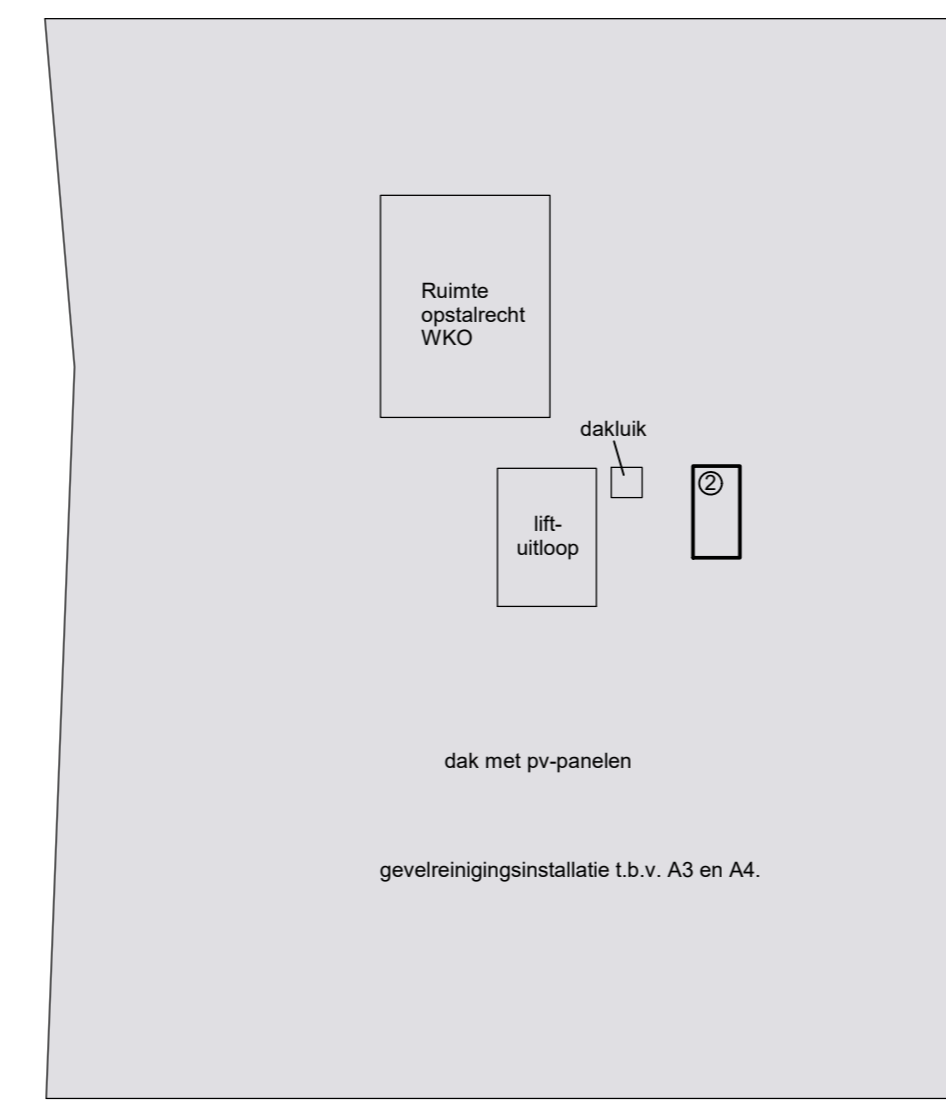 Ruimte
opstalrecht
WKO
dakluik
②
lift-
uitloop
dak met pv-panelen
gevelreinigingsinstallatie t.b.v. A3 en A4.